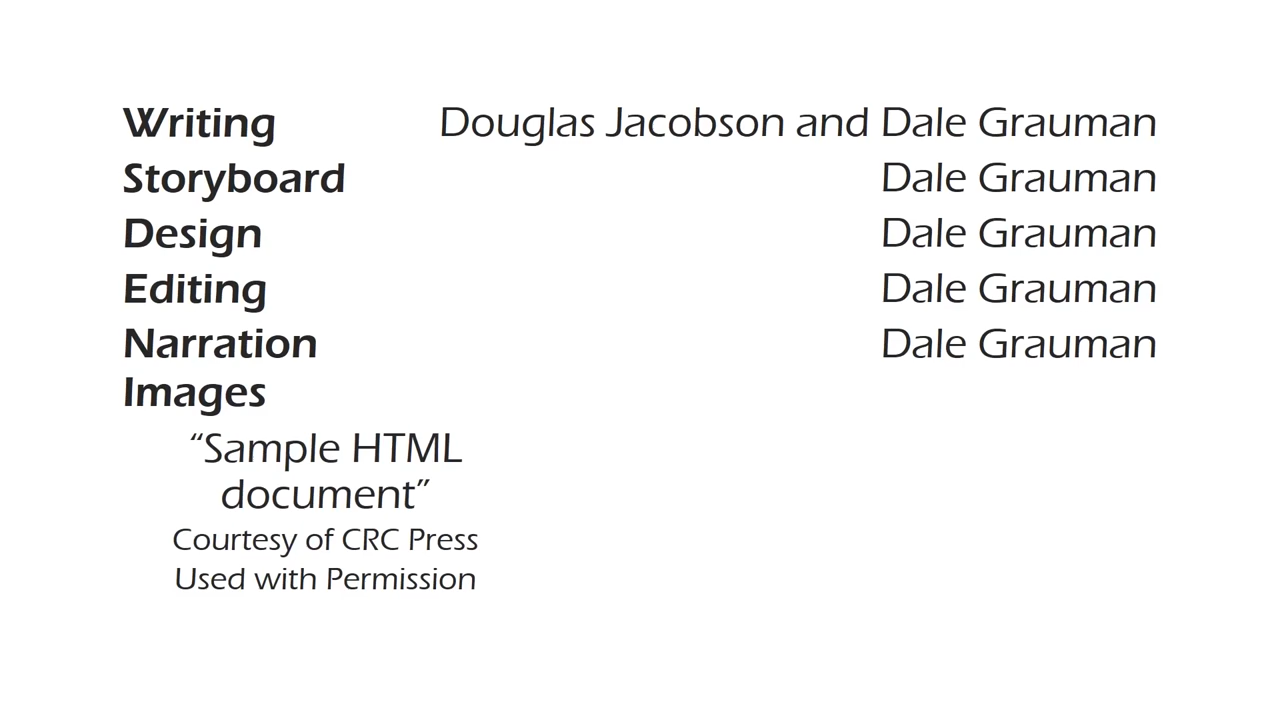 Writing Douglas Jacobson and Dale Grauman
Storyboard Dale Grauman
Design Dale Grauman
Editing Dale Grauman
Narration Dale Grauman
Images
“Sample HTML
document”
Courtesy of CRC Press
Used with Permission